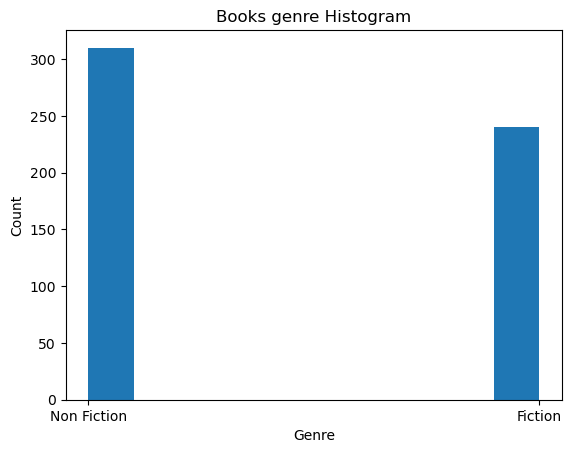 Books genre Histogram
300
250
200
150
100
50
0
Count
Non Fiction
Fiction
Genre